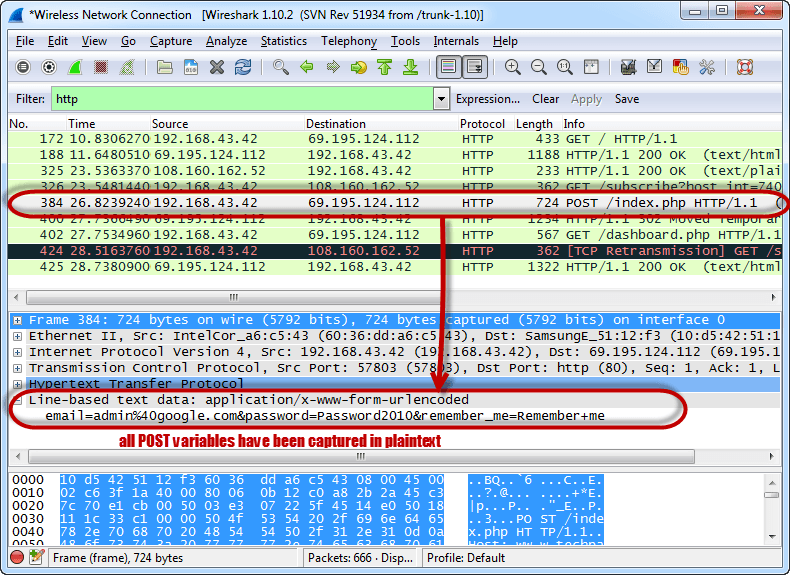 *Wireless Network Connection [Wireshark 1.10.2 (SVN Rev 51934 from /trunk-1.10)]
File Edit View Go Capture Analyze Statistics Telephony Tools Internals Help
Filter: http Expression... Clear Apply Save
No. Time Source Destination Protocol Length Info
172 10.8306270 192.168.43.42 69.195.124.112 HTTP 433 GET / HTTP/1.1
188 11.6480510 69.195.124.112 192.168.43.42 HTTP 1188 HTTP/1.1 200 OK (text/html
325 23.5363370 108.160.162.52 192.168.43.42 HTTP 233 HTTP/1.1 200 OK (text/plai
326 23.5481440 192.168.43.42 108.160.162.52 HTTP 362 GET /subscribe?host_int=740
384 26.8239240 192.168.43.42 69.195.124.112 HTTP 724 POST /index.php HTTP/1.1 (
400 27.7300490 69.195.124.112 192.168.43.42 HTTP 1254 HTTP/1.1 302 Moved Temporar
402 27.7534960 192.168.43.42 69.195.124.112 HTTP 567 GET /dashboard.php HTTP/1.1
424 28.5163760 192.168.43.42 108.160.162.52 HTTP 362 [TCP Retransmission] GET /s
425 28.7380900 69.195.124.112 192.168.43.42 HTTP 1322 HTTP/1.1 200 OK (text/html
Frame 384: 724 bytes on wire (5792 bits), 724 bytes captured (5792 bits) on interface 0
Ethernet II, Src: IntelCor_a6:c5:43 (60:36:dd:a6:c5:43), Dst: SamsungE_51:12:f3 (10:d5:42:51:1
Internet Protocol Version 4, Src: 192.168.43.42 (192.168.43.42), Dst: 69.195.124.112 (69.195.1
Transmission Control Protocol, Src Port: 57803 (57803), Dst Port: http (80), Seq: 1, Ack: 1, L
Hypertext Transfer Protocol
Line-based text data: application/x-www-form-urlencoded
email=admin%40google.com&password=Password2010&remember_me=Remember+me
all POST variables have been captured in plaintext
0000 10 d5 42 51 12 f3 60 36 dd a6 c5 43 08 00 45 00 ..BQ..`6 ...C..E.
0010 02 c6 3f 1a 40 00 80 06 0b 12 c0 a8 2b 2a 45 c3 ..?.@... ....+*E.
0020 7c 70 e1 cb 00 50 03 e3 07 22 5f 45 14 e0 50 18 |p...P.. ."_E..P.
0030 11 1c 33 c1 00 00 50 4f 53 54 20 2f 69 6e 64 65 ..3...PO ST /inde
0040 78 2e 70 68 70 20 48 54 54 50 2f 31 2e 31 0d 0a x.php HT TP/1.1..
Frame (frame), 724 bytes Packets: 666 · Disp... Profile: Default